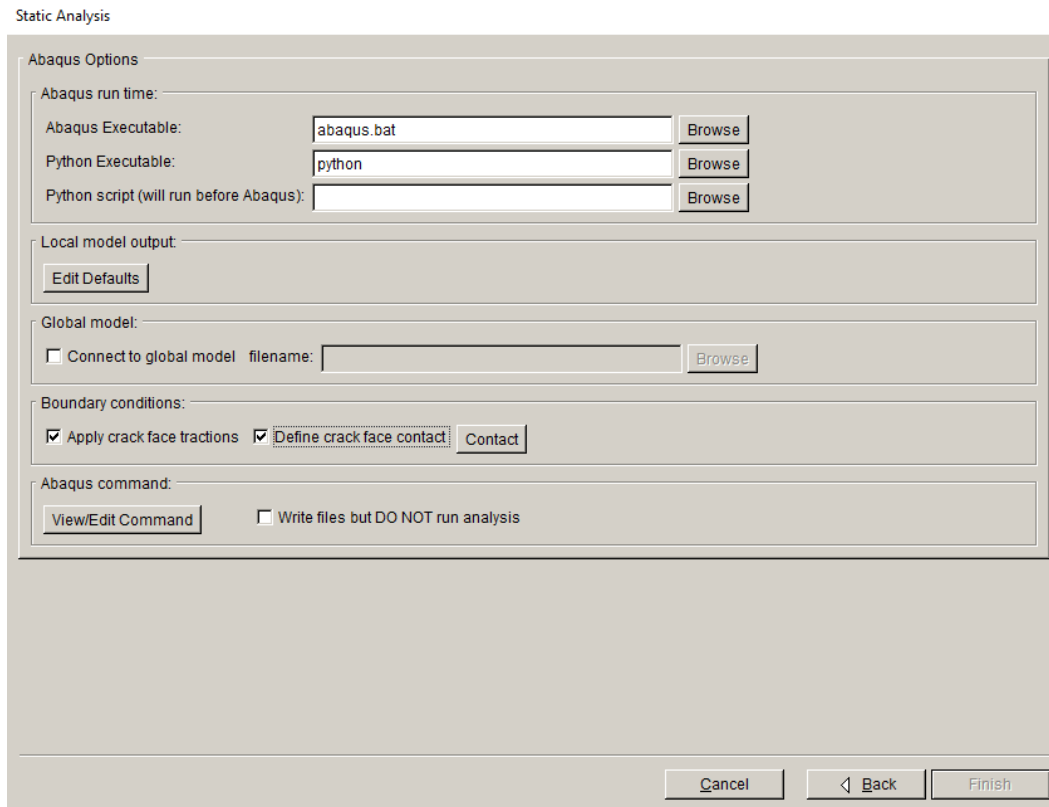 Static Analysis
Abaqus Options
Abaqus run time:
Abaqus Executable: abaqus.bat Browse
Python Executable: python Browse
Python script (will run before Abaqus): Browse
Local model output:
Edit Defaults
Global model:
Connect to global model filename: Browse
Boundary conditions:
Apply crack face tractions Define crack face contact Contact
Abaqus command:
View/Edit Command Write files but DO NOT run analysis
Cancel Back Finish